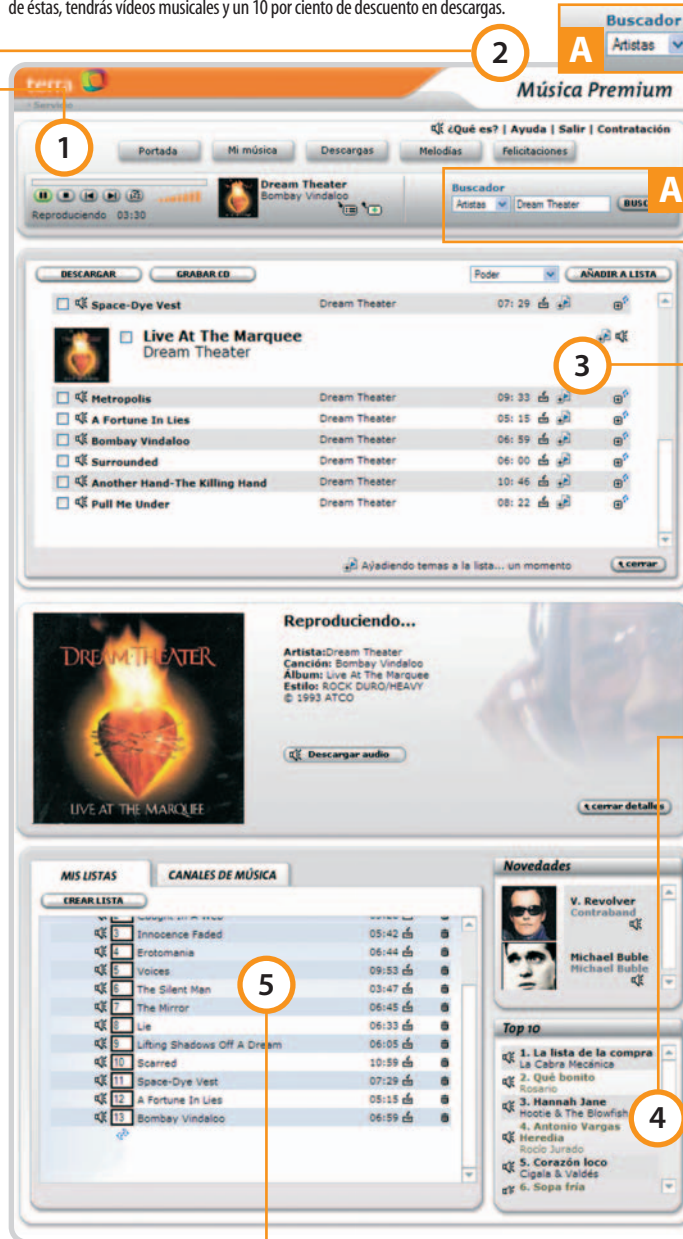 de éstas, tendrás vídeos musicales y un 10 por ciento de descuento en descargas.
Buscador
A
Artistas
2
terra
Música Premium
1
¿Qué es? | Ayuda | Salir | Contratación
Portada
Mi música
Descargas
Melodías
Felicitaciones
Dream Theater
Bombay Vindaloo
Reproduciendo 03:30
Buscador
Artistas
Dream Theater
A
DESCARGAR
GRABAR CD
Poder
AÑADIR A LISTA
Space-Dye Vest Dream Theater 07: 29
Live At The Marquee
Dream Theater
3
Metropolis Dream Theater 09: 33
A Fortune In Lies Dream Theater 05: 15
Bombay Vindaloo Dream Theater 06: 59
Surrounded Dream Theater 06: 00
Another Hand-The Killing Hand Dream Theater 10: 46
Pull Me Under Dream Theater 08: 22
Ayadiendo temas a la lista... un momento
cerrar
DREAM THEATER
LIVE AT THE MARQUEE
Reproduciendo...
Artista:Dream Theater
Canción: Bombay Vindaloo
Álbum: Live At The Marquee
Estilo: ROCK DURO/HEAVY
© 1993 ATCO
Descargar audio
cerrar detalles
MIS LISTAS
CANALES DE MÚSICA
CREAR LISTA
3 Innocence Faded 05:42
4 Erotomania 06:44
5 Voices 09:53
6 The Silent Man 03:47
7 The Mirror 06:45
8 Lie 06:33
9 Lifting Shadows Off A Dream 06:05
10 Scarred 10:59
11 Space-Dye Vest 07:29
12 A Fortune In Lies 05:15
13 Bombay Vindaloo 06:59
5
Novedades
V. Revolver
Contraband
Michael Buble
Michael Buble
Top 10
1. La lista de la compra
La Cabra Mecánica
2. Qué bonito
Rosario
3. Hannah Jane
Hootie & The Blowfish
4. Antonio Vargas
Heredia
Rocío Jurado
5. Corazón loco
Cigala & Valdés
6. Sopa fría
4